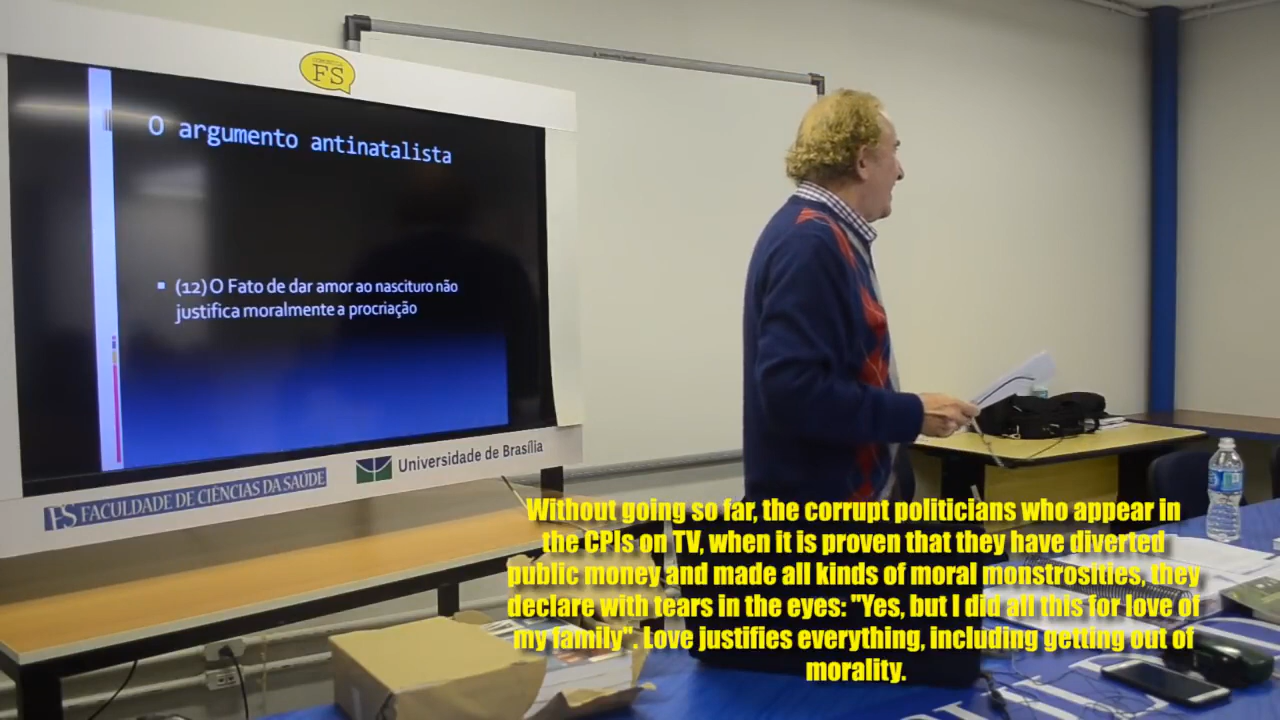 FS
O argumento antinatalista
(12) O Fato de dar amor ao nascituro não
justifica moralmente a procriação
FS FACULDADE DE CIÊNCIAS DA SAÚDE
Universidade de Brasília
Without going so far, the corrupt politicians who appear in
the CPIs on TV, when it is proven that they have diverted
public money and made all kinds of moral monstrosities, they
declare with tears in the eyes: "Yes, but I did all this for love of
my family". Love justifies everything, including getting out of
morality.